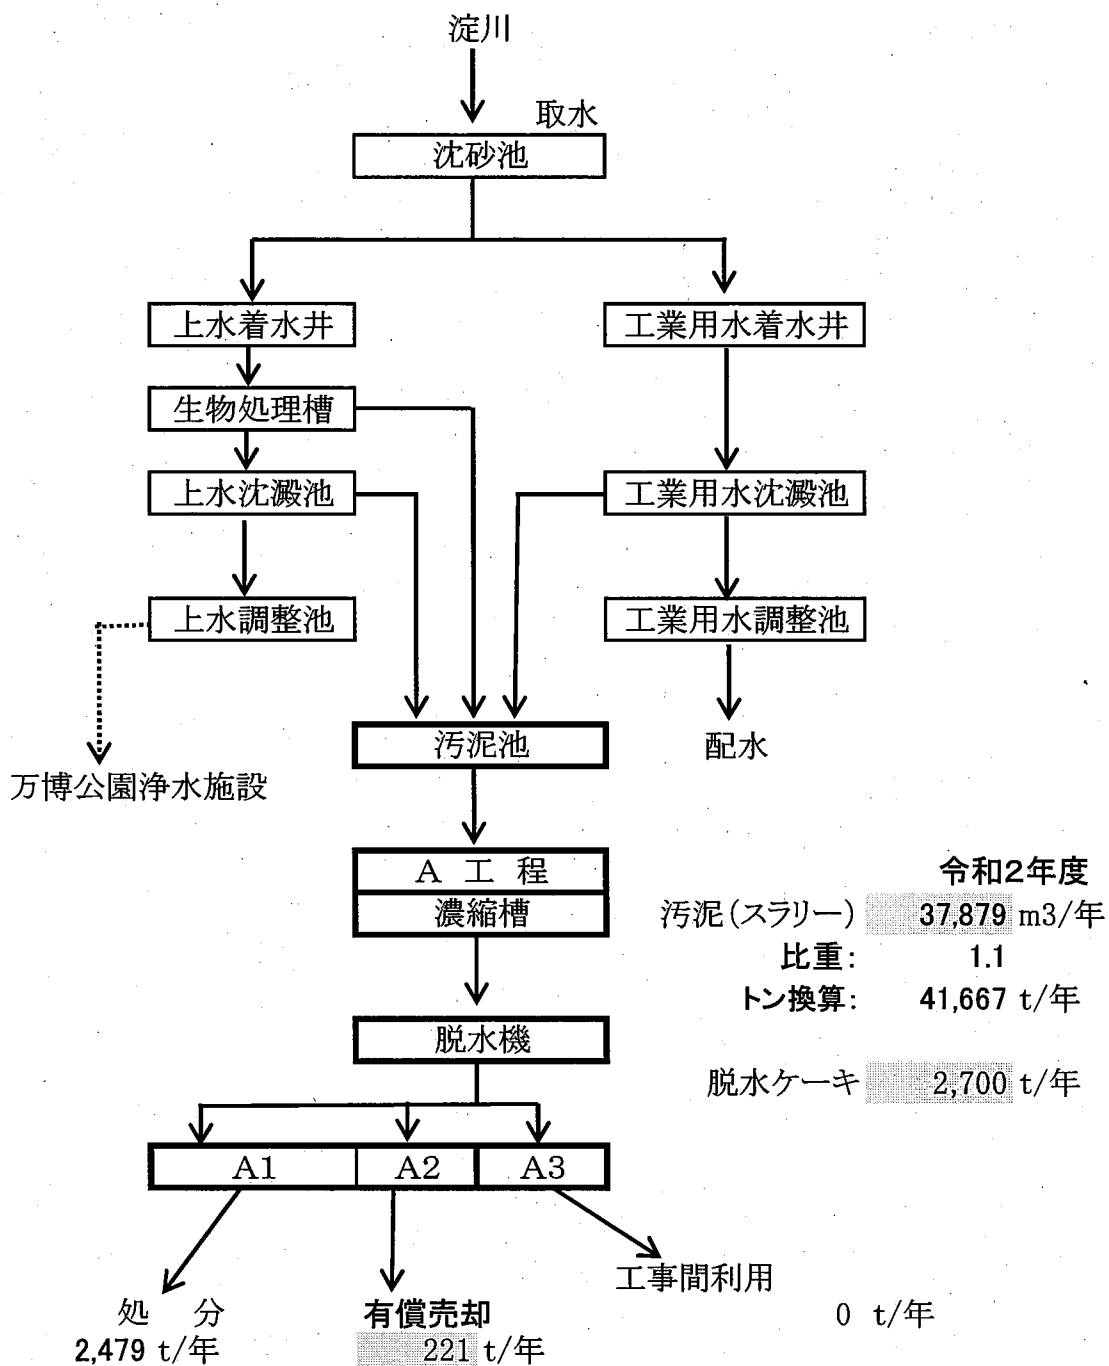 淀川
取水
沈砂池
上水着水井
工業用水着水井
生物処理槽
上水沈澱池
工業用水沈澱池
上水調整池
工業用水調整池
汚泥池
配水
万博公園浄水施設
A 工 程
濃縮槽
令和2年度
汚泥(スラリー) 37,879 m3/年
比重: 1.1
トン換算: 41,667 t/年
脱水機
脱水ケーキ 2,700 t/年
A1 A2 A3
工事間利用
0 t/年
処 分
2,479 t/年
有償売却
221 t/年